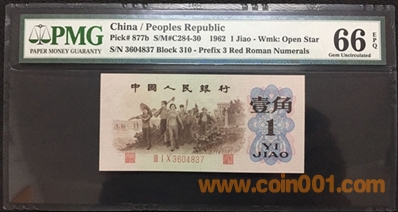 PMG
PAPER MONEY GUARANTY
China / Peoples Republic
Pick# 877b S/M#C284-30 1962 1 Jiao - Wmk: Open Star
S/N 3604837 Block 310 - Prefix 3 Red Roman Numerals
66 EPQ
Gem Uncirculated
中国人民银行
壹角
1
YI
JIAO
III I X 3604837
www.coin001.com